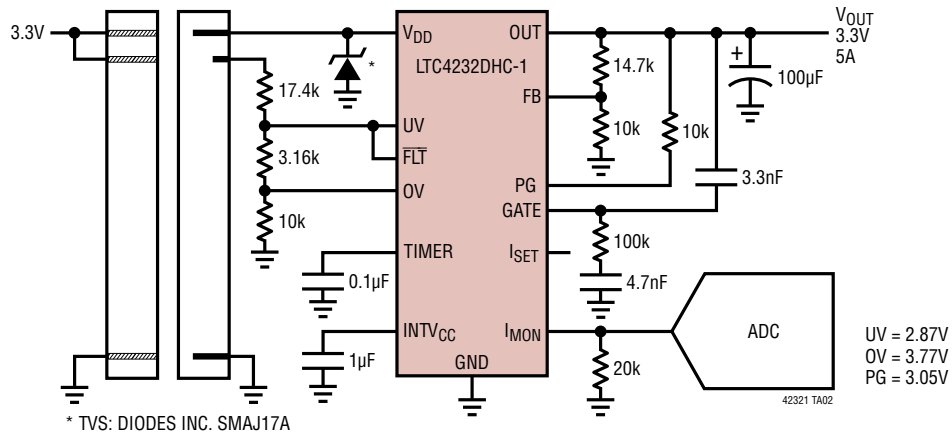 3.3V
V_DD
OUT
V_OUT
3.3V
5A
LTC4232DHC-1
*
+
100µF
14.7k
17.4k
FB
10k
10k
UV
F̅L̅T̅
3.16k
OV
PG
3.3nF
GATE
10k
100k
TIMER
I_SET
0.1µF
4.7nF
INTV_CC
I_MON
ADC
1µF
GND
20k
UV = 2.87V
OV = 3.77V
PG = 3.05V
42321 TA02
* TVS: DIODES INC. SMAJ17A